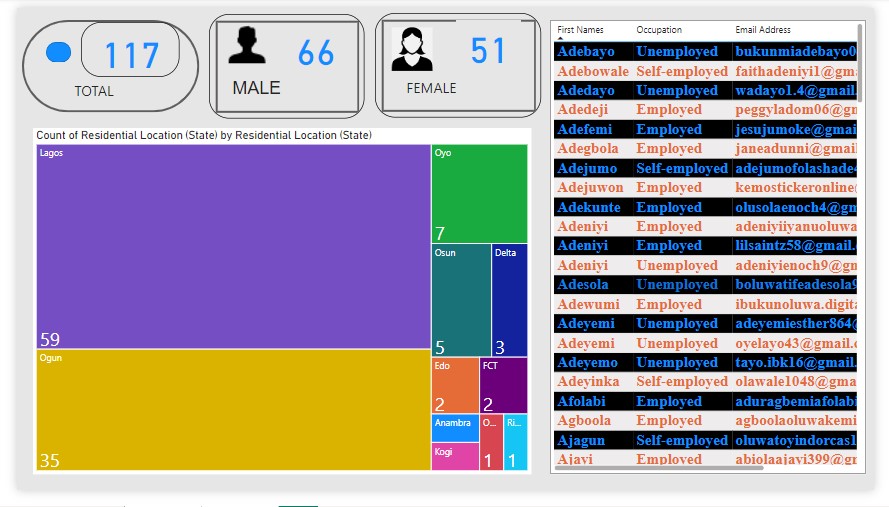 117
TOTAL
66
MALE
51
FEMALE
Count of Residential Location (State) by Residential Location (State)
Lagos
59
Ogun
35
Oyo
7
Osun
5
Delta
3
Edo
2
FCT
2
Anambra
Kogi
O...
1
Ri...
1
First Names Occupation Email Address
Adebayo Unemployed bukunmiadebayo0
Adebowale Self-employed faithadeniyi1@gma
Adedayo Unemployed wadayo1.4@gmail.
Adedeji Employed peggyladom06@gn
Adefemi Employed jesujumoke@gmai
Adegbola Employed janeadunni@gmai
Adejumo Self-employed adejumofolashade
Adejuwon Employed kemostickeronline
Adekunte Employed olusolaenoch4@gm
Adeniyi Employed adeniyiiyanuoluwa
Adeniyi Employed lilsaintz58@gmail.
Adeniyi Unemployed adeniyienoch9@gn
Adesola Unemployed boluwatifeadesola9
Adewumi Employed ibukunoluwa.digita
Adeyemi Unemployed adeyemiesther864
Adeyemi Unemployed oyelayo43@gmail.
Adeyemo Unemployed tayo.ibk16@gmail.
Adeyinka Self-employed olawale1048@gma
Afolabi Employed aduragbemiafolabi
Agboola Employed agboolaoluwakemi
Ajagun Self-employed oluwatoyindorcas1
Ajayi Employed abiolaajayi399@gn